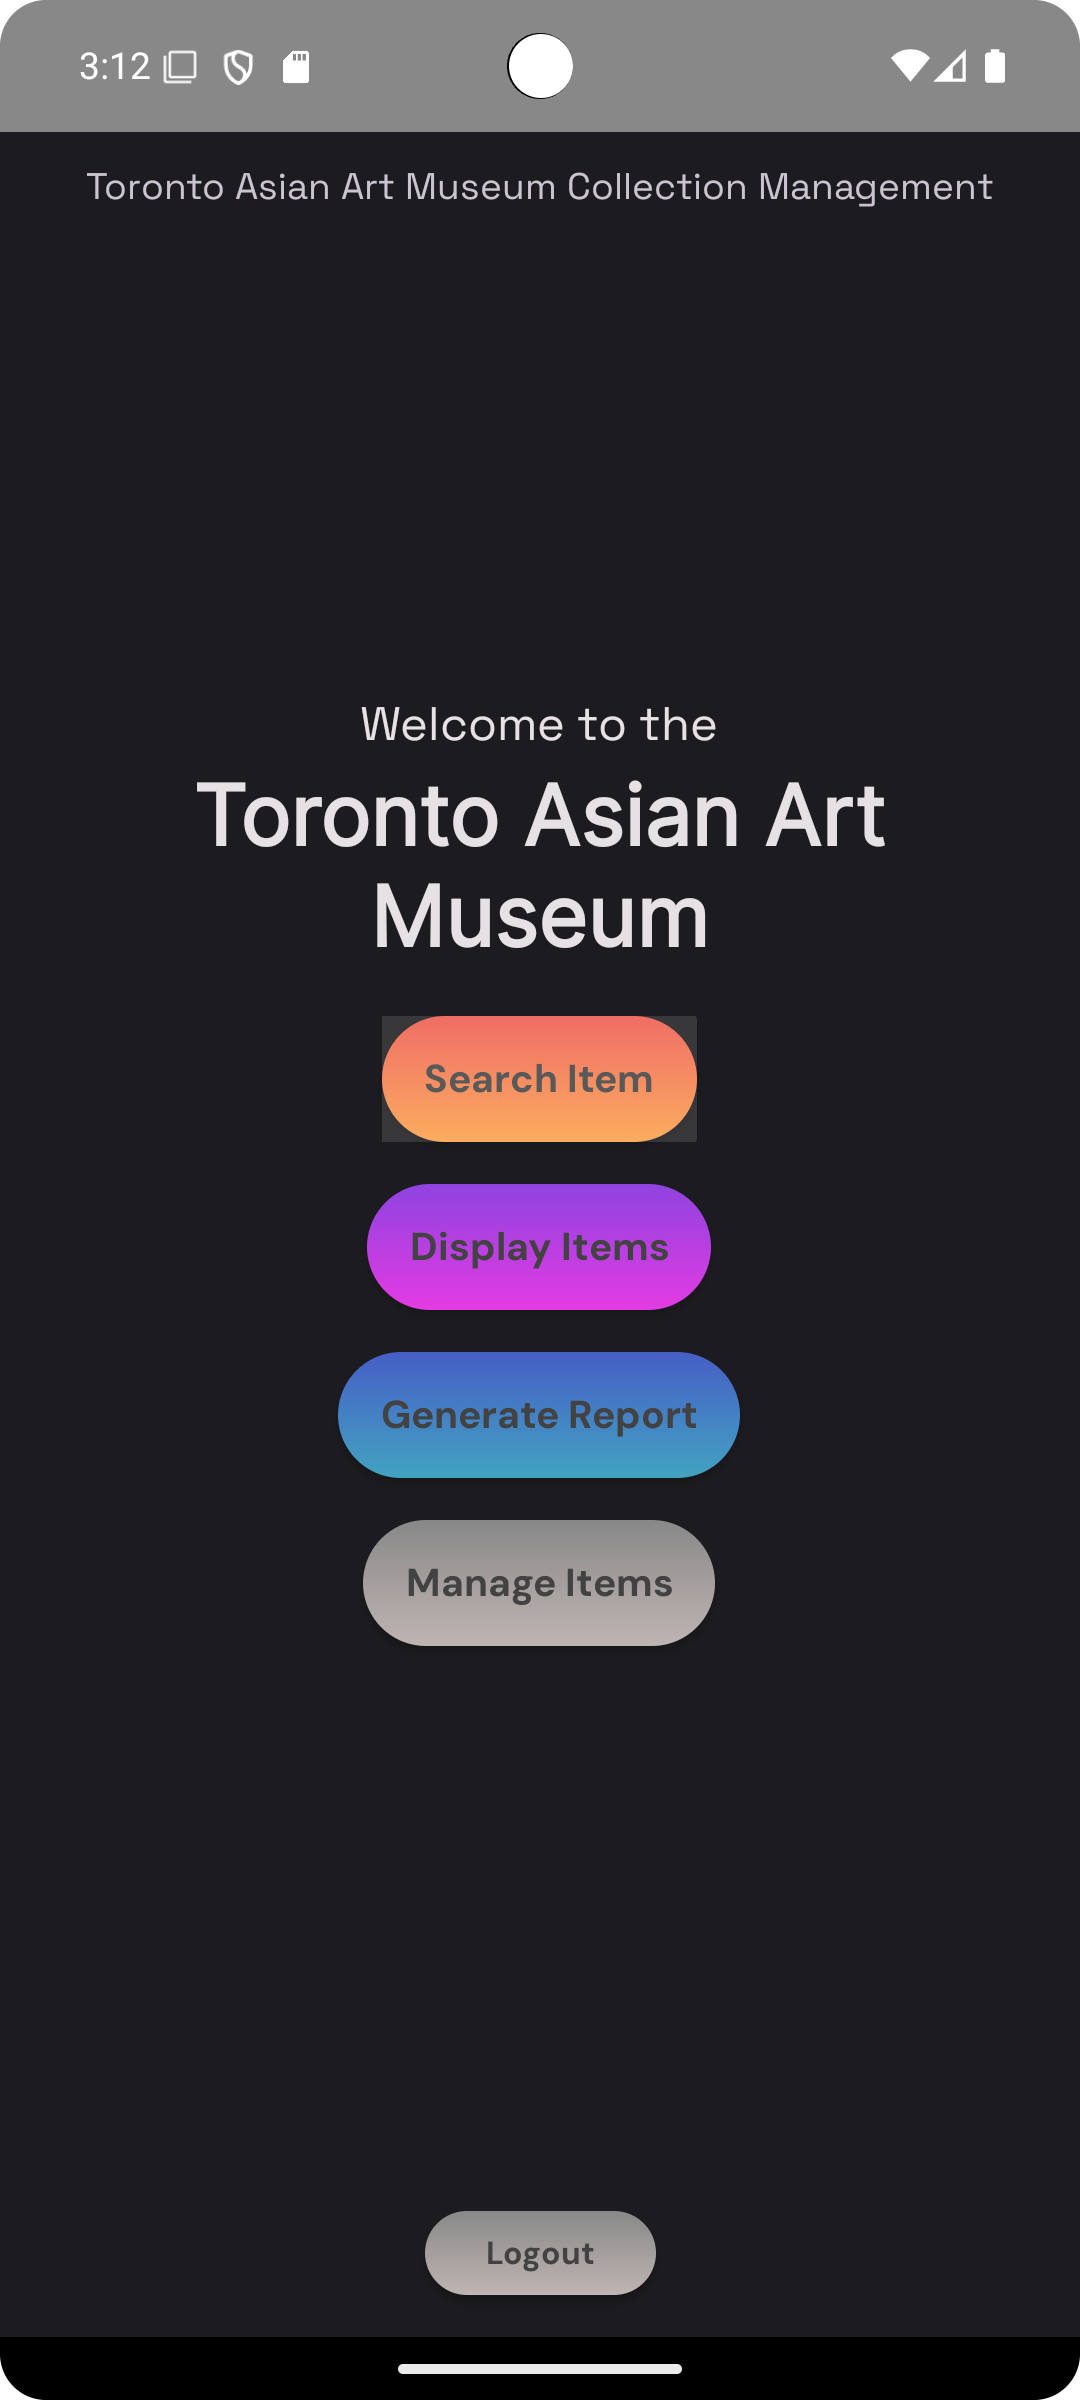 3:12
Toronto Asian Art Museum Collection Management
Welcome to the
Toronto Asian Art
Museum
Search Item
Display Items
Generate Report
Manage Items
Logout